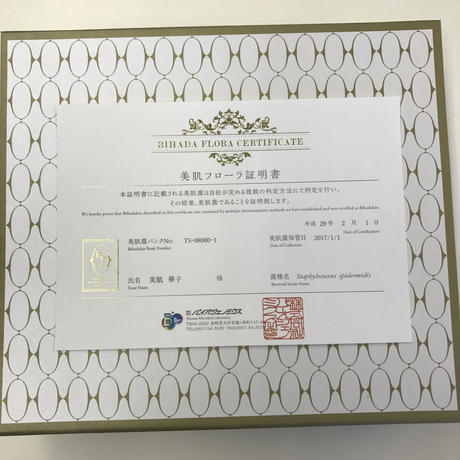 BIHADA FLORA CERTIFICATE
美肌フローラ証明書
本証明書に記載される美肌菌は自社が定める複数の判定方法にて判定を行い、
その結果、美肌菌であることを証明致します。
We hereby prove that Bihadakin described in this certificate was examined by multiple determination methods we have established and was certified as Bihadakin.
平成 29 年 2 月 1 日
Date of Certification
美肌菌バンクNo. TS-08000-1 美肌菌保管日 2017/1/1
Bihadakin Bank Number Date of Collection
氏名 美肌 華子 様 菌種名 Staphylococcus epidermidis
Your Name Bacterial Strain Name
Human Microbiol Laboratory